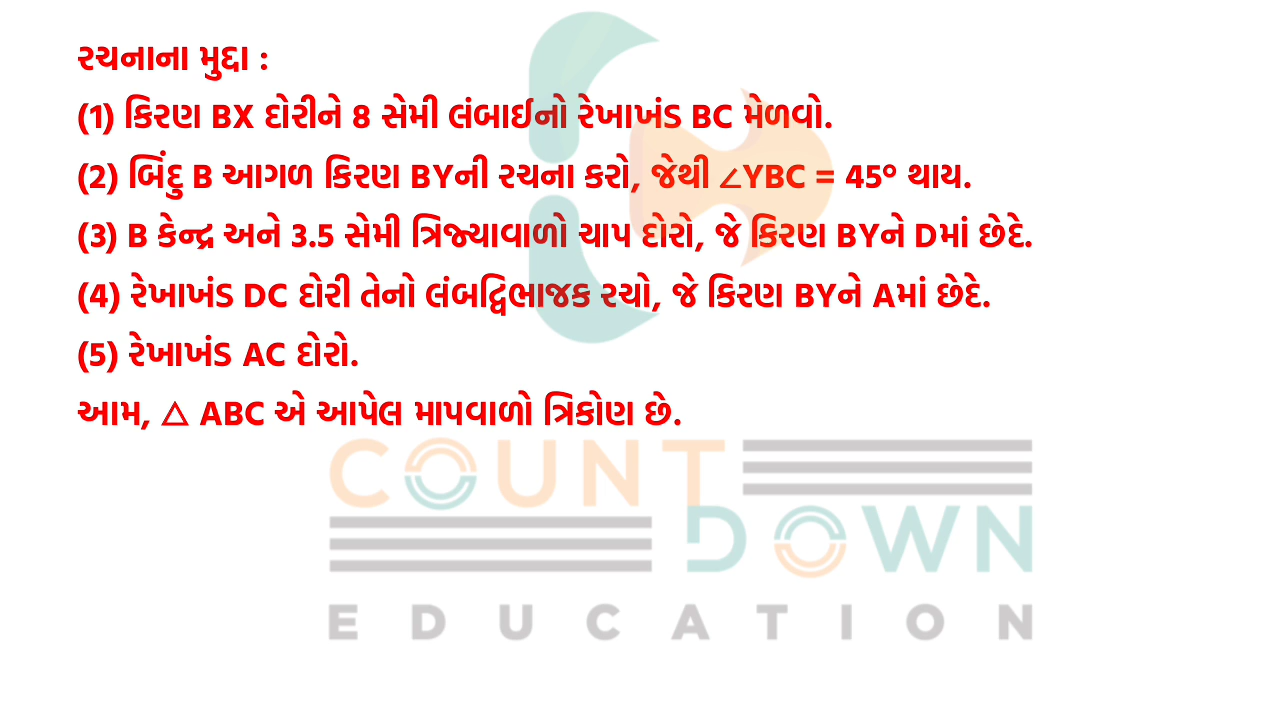 રચનાના મુદ્દા :
(1) કિરણ BX દોરીને 8 સેમી લંબાઈનો રેખાખંડ BC મેળવો.
(2) બિંદુ B આગળ કિરણ BYની રચના કરો, જેથી ∠YBC = 45° થાય.
(3) B કેન્દ્ર અને 3.5 સેમી ત્રિજ્યાવાળો ચાપ દોરો, જે કિરણ BYને Dમાં છેદે.
(4) રેખાખંડ DC દોરી તેનો લંબદ્વિભાજક રચો, જે કિરણ BYને Aમાં છેદે.
(5) રેખાખંડ AC દોરો.
આમ, △ ABC એ આપેલ માપવાળો ત્રિકોણ છે.
COUNT
DOWN
EDUCATION